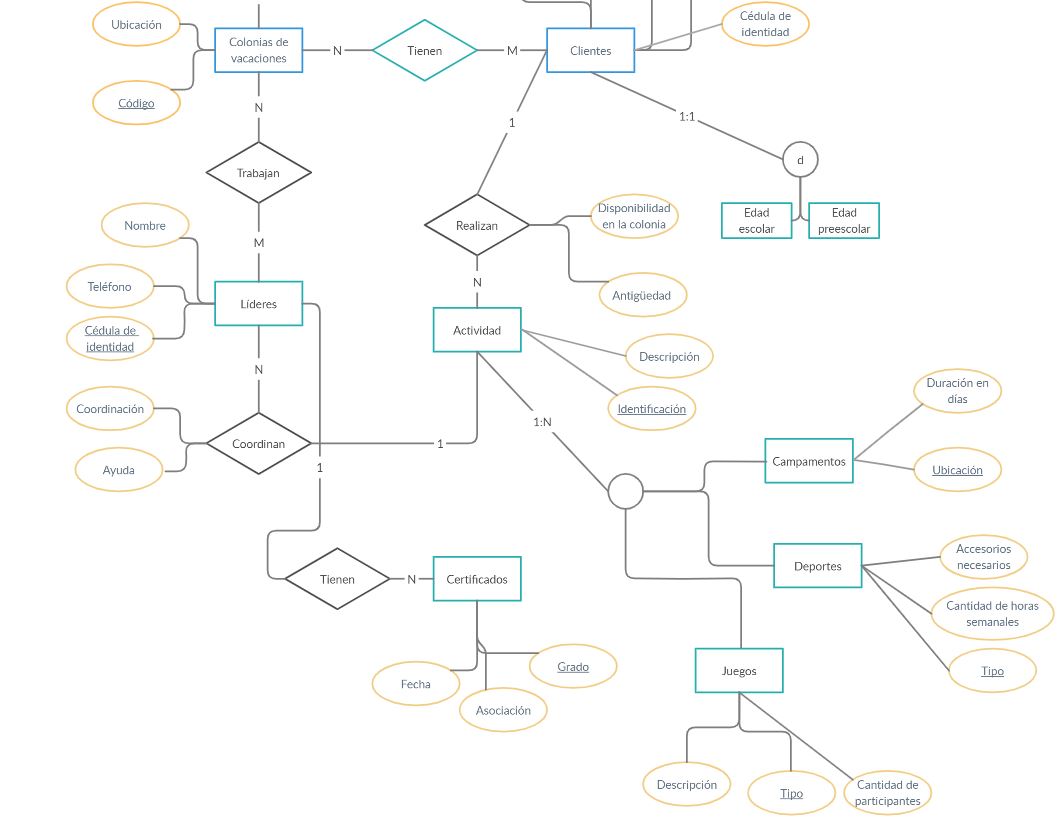 Ubicación
Código
Colonias de
vacaciones
N
Tienen
M
Clientes
Cédula de
identidad
N
Trabajan
M
1
1:1
d
Edad
escolar
Edad
preescolar
Nombre
Teléfono
Cédula de
identidad
Líderes
Realizan
Disponibilidad
en la colonia
Antigüedad
N
Actividad
Descripción
Identificación
N
Coordinación
Ayuda
Coordinan
1
1
1:N
Duración en
días
Campamentos
Ubicación
Deportes
Accesorios
necesarios
Cantidad de horas
semanales
Tipo
Tienen
N
Certificados
Fecha
Grado
Asociación
Juegos
Descripción
Tipo
Cantidad de
participantes